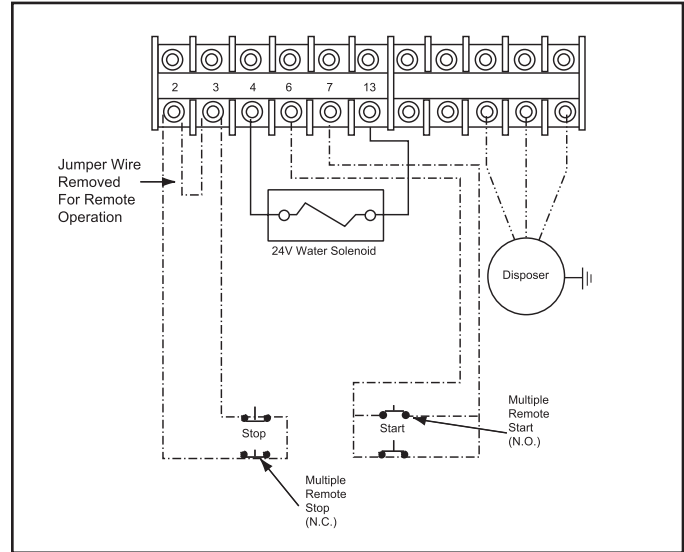 2 3 4 6 7 13
Jumper Wire
Removed
For Remote
Operation
24V Water Solenoid
Disposer
Stop
Start
Multiple
Remote
Start
(N.O.)
Multiple
Remote
Stop
(N.C.)